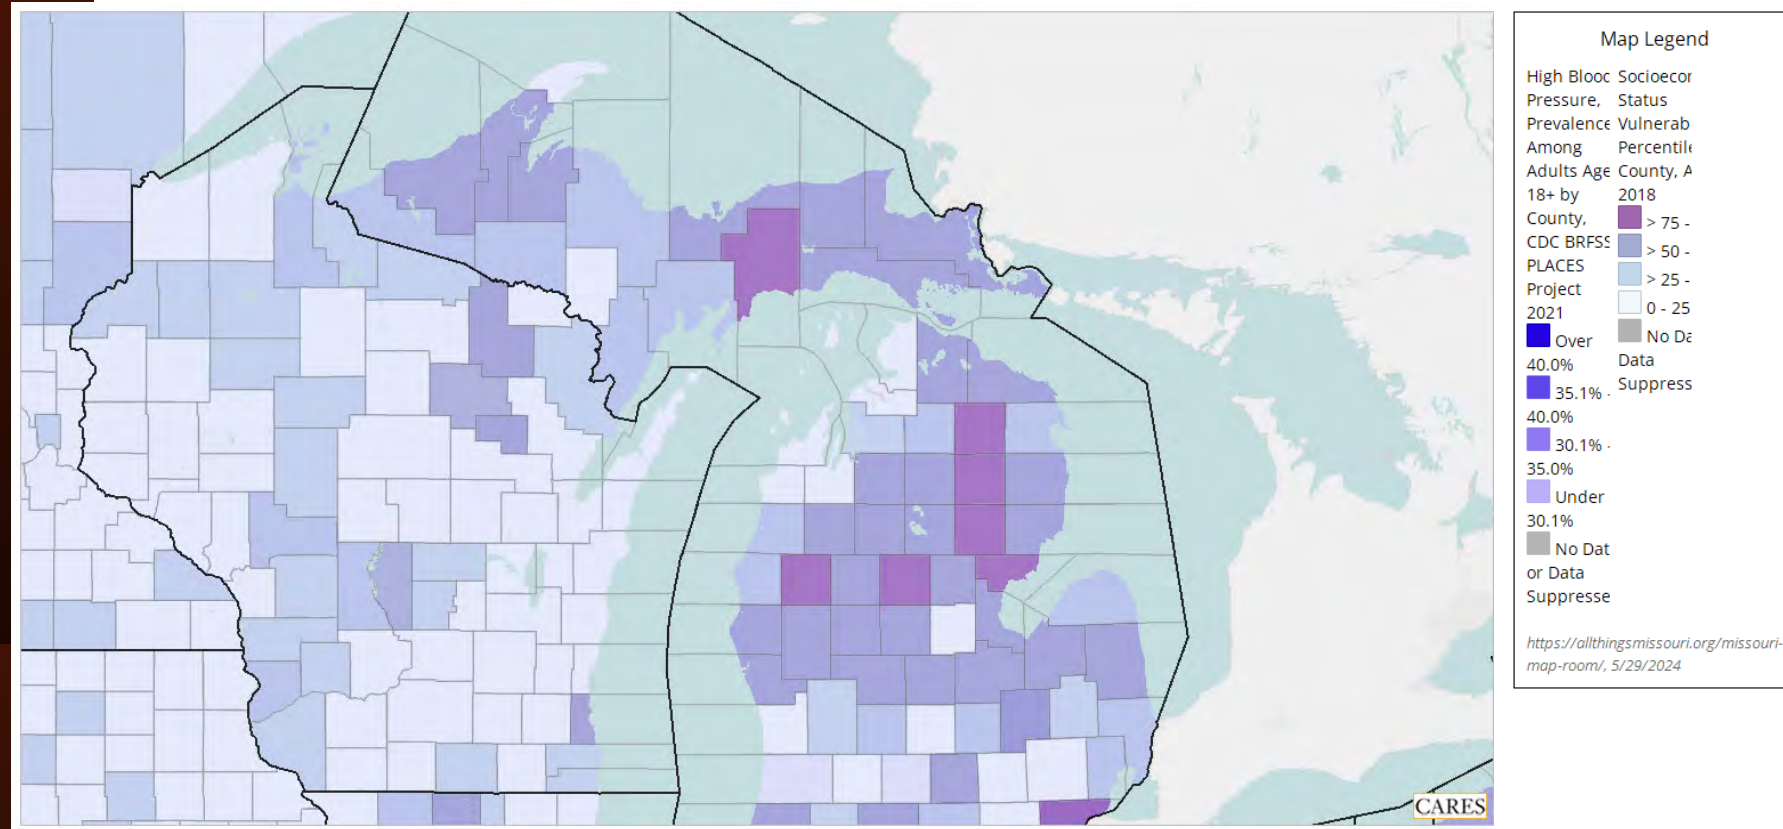 Map Legend
High Blooc
Pressure,
Prevalence
Among
Adults Age
18+ by
County,
CDC BRFSS
PLACES
Project
2021
Over
40.0%
35.1% -
40.0%
30.1% -
35.0%
Under
30.1%
No Dat
or Data
Suppresse
Socioecor
Status
Vulnerab
Percentile
County, A
2018
> 75 -
> 50 -
> 25 -
0 - 25
No Da
Data
Suppress
https://allthingsmissouri.org/missouri-
map-room/, 5/29/2024
CARES